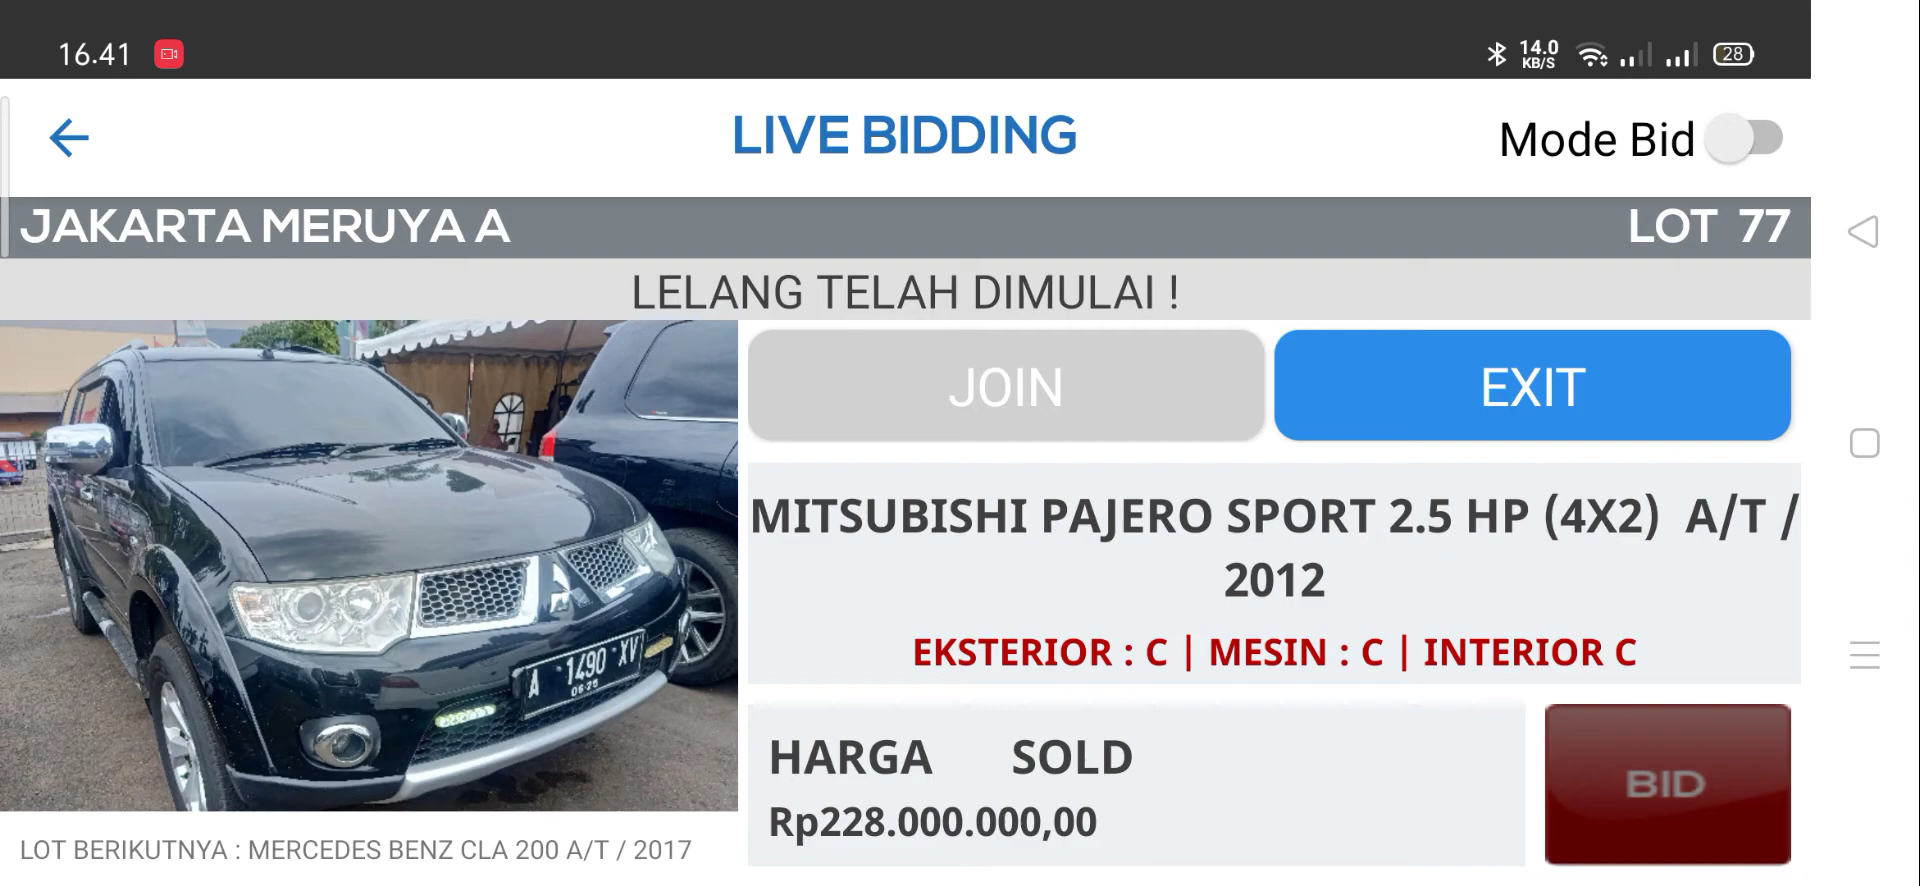 16.41
14.0
KB/S
28
LIVE BIDDING
Mode Bid
JAKARTA MERUYA A
LOT 77
LELANG TELAH DIMULAI !
JOIN
EXIT
MITSUBISHI PAJERO SPORT 2.5 HP (4X2) A/T /
2012
EKSTERIOR : C | MESIN : C | INTERIOR C
A 1490 XV
06·25
HARGA SOLD
Rp228.000.000,00
BID
LOT BERIKUTNYA : MERCEDES BENZ CLA 200 A/T / 2017